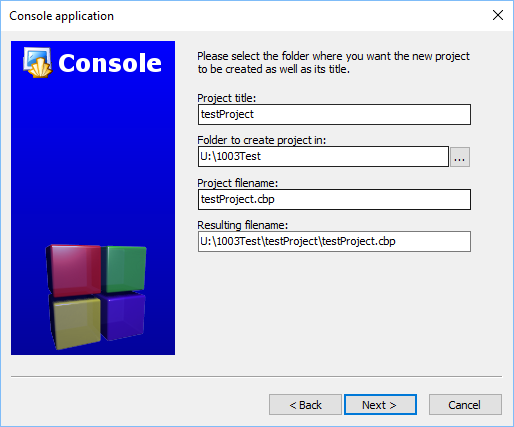 Console application
Console
Please select the folder where you want the new project
to be created as well as its title.
Project title:
testProject
Folder to create project in:
U:\1003Test
...
Project filename:
testProject.cbp
Resulting filename:
U:\1003Test\testProject\testProject.cbp
< Back
Next >
Cancel